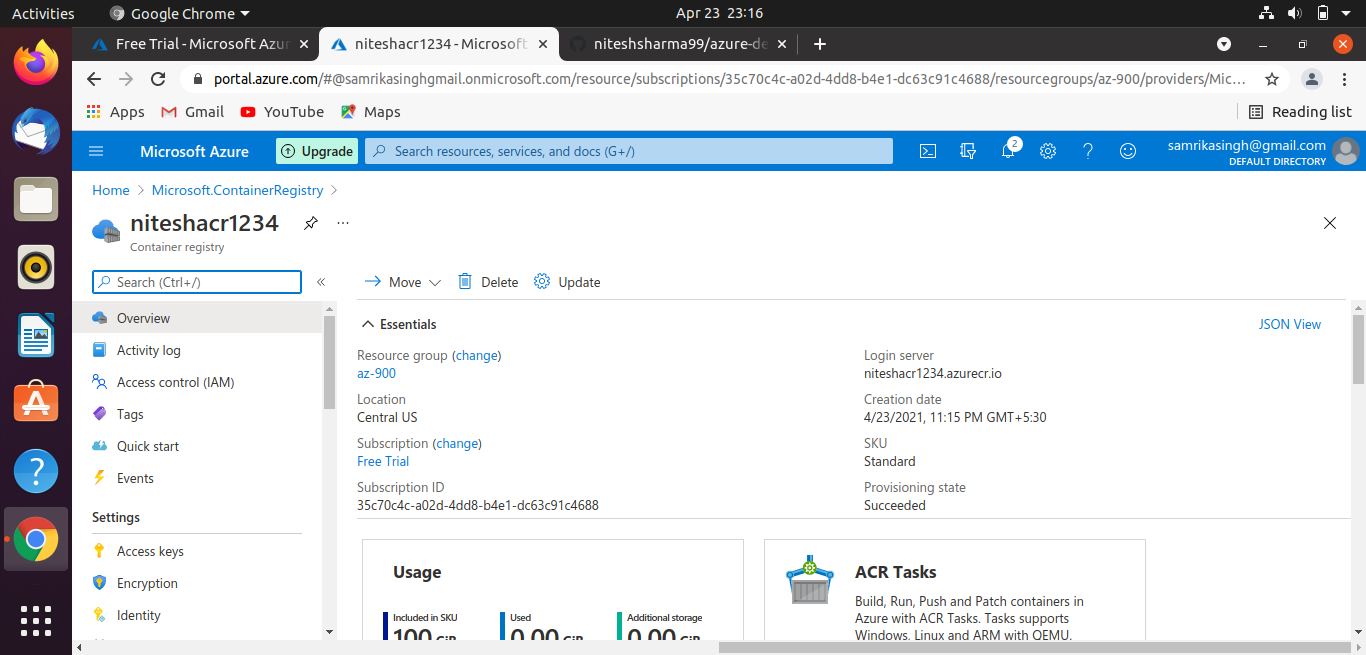 Activities
Google Chrome
Apr 23 23:16
Free Trial - Microsoft Azur
niteshacr1234 - Microsoft
niteshsharma99/azure-de
portal.azure.com/#@samrikasinghgmail.onmicrosoft.com/resource/subscriptions/35c70c4c-a02d-4dd8-b4e1-dc63c91c4688/resourcegroups/az-900/providers/Mic...
Apps
Gmail
YouTube
Maps
Reading list
Microsoft Azure
Upgrade
Search resources, services, and docs (G+/)
2
samrikasingh@gmail.com
DEFAULT DIRECTORY
Home > Microsoft.ContainerRegistry >
niteshacr1234
...
Container registry
Search (Ctrl+/)
«
Move
Delete
Update
Overview
Activity log
Access control (IAM)
Tags
Quick start
Events
Settings
Access keys
Encryption
Identity
Essentials
JSON View
Resource group (change)
az-900
Location
Central US
Subscription (change)
Free Trial
Subscription ID
35c70c4c-a02d-4dd8-b4e1-dc63c91c4688
Login server
niteshacr1234.azurecr.io
Creation date
4/23/2021, 11:15 PM GMT+5:30
SKU
Standard
Provisioning state
Succeeded
Usage
Included in SKU
100 GiB
Used
0.00 GiB
Additional storage
0.00 GiB
ACR Tasks
Build, Run, Push and Patch containers in
Azure with ACR Tasks. Tasks supports
Windows, Linux and ARM with QEMU.